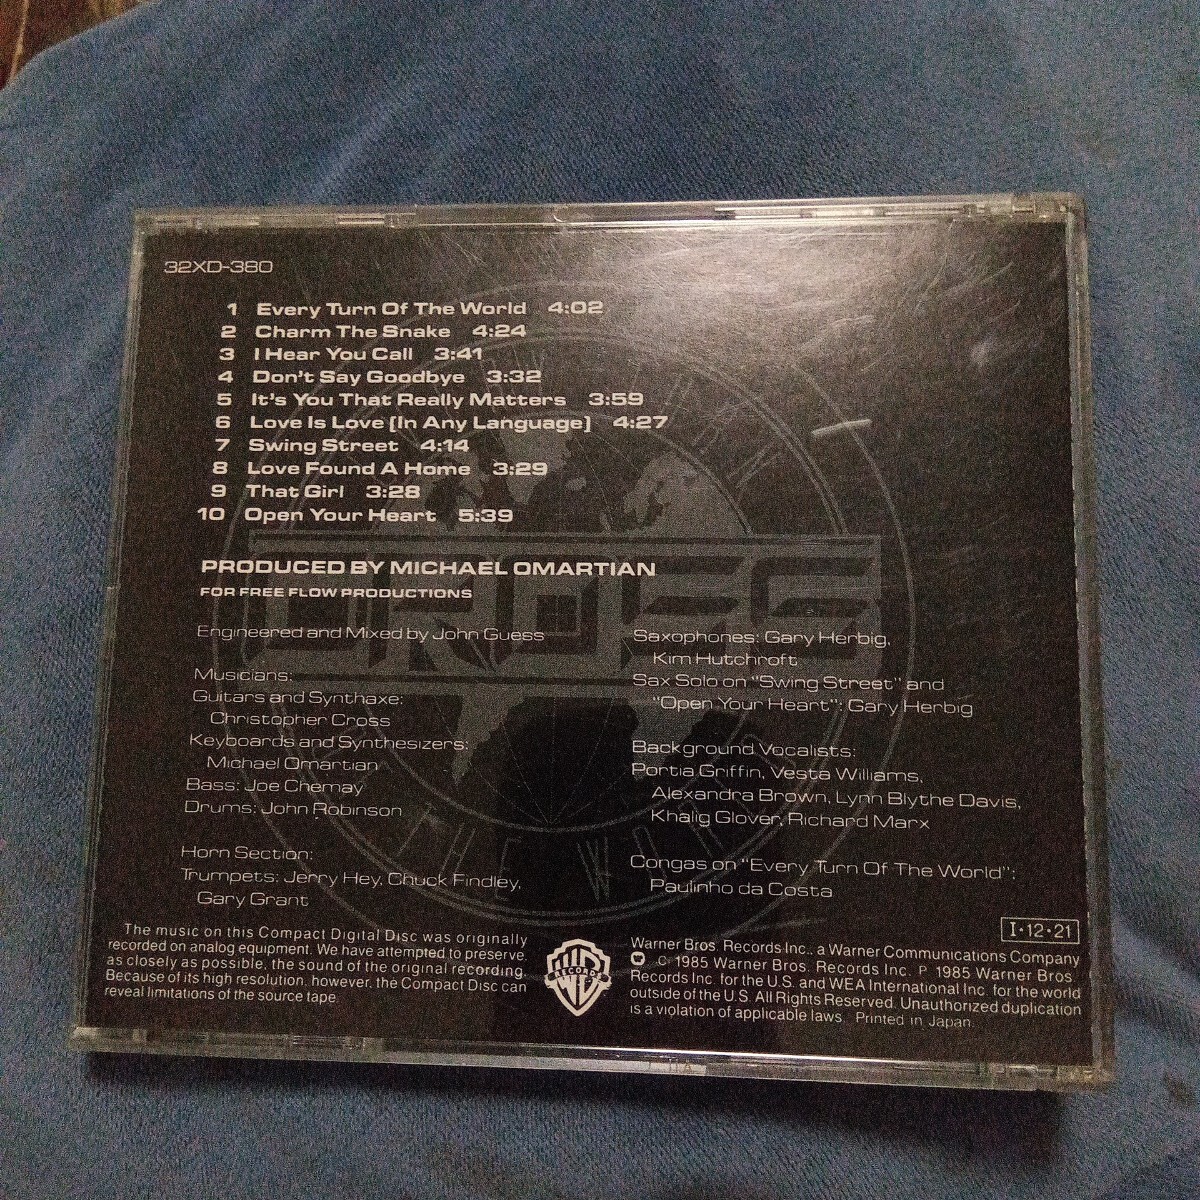 32XD-380
1 Every Turn Of The World 4:02
2 Charm The Snake 4:24
3 I Hear You Call 3:41
4 Don't Say Goodbye 3:32
5 It's You That Really Matters 3:59
6 Love Is Love [In Any Language] 4:27
7 Swing Street 4:14
8 Love Found A Home 3:29
9 That Girl 3:28
10 Open Your Heart 5:39
CROSS
PRODUCED BY MICHAEL OMARTIAN
FOR FREE FLOW PRODUCTIONS
Engineered and Mixed by John Guess
Musicians:
Guitars and Synthaxe:
Christopher Cross
Keyboards and Synthesizers:
Michael Omartian
Bass: Joe Chemay
Drums: John Robinson
Horn Section:
Trumpets: Jerry Hey, Chuck Findley,
Gary Grant
Saxophones: Gary Herbig,
Kim Hutchroft
Sax Solo on "Swing Street" and
"Open Your Heart": Gary Herbig
Background Vocalists:
Portia Griffin, Vesta Williams,
Alexandra Brown, Lynn Blythe Davis,
Khalig Glover, Richard Marx
Congas on "Every Turn Of The World":
Paulinho da Costa
THE WORLD
I·12·21
The music on this Compact Digital Disc was originally
recorded on analog equipment. We have attempted to preserve,
as closely as possible, the sound of the original recording.
Because of its high resolution, however, the Compact Disc can
reveal limitations of the source tape.
WB
RECORDS
Warner Bros. Records Inc., a Warner Communications Company
C 1985 Warner Bros. Records Inc. P 1985 Warner Bros.
Records Inc. for the U.S. and WEA International Inc. for the world
outside of the U.S. All Rights Reserved. Unauthorized duplication
is a violation of applicable laws. Printed in Japan.